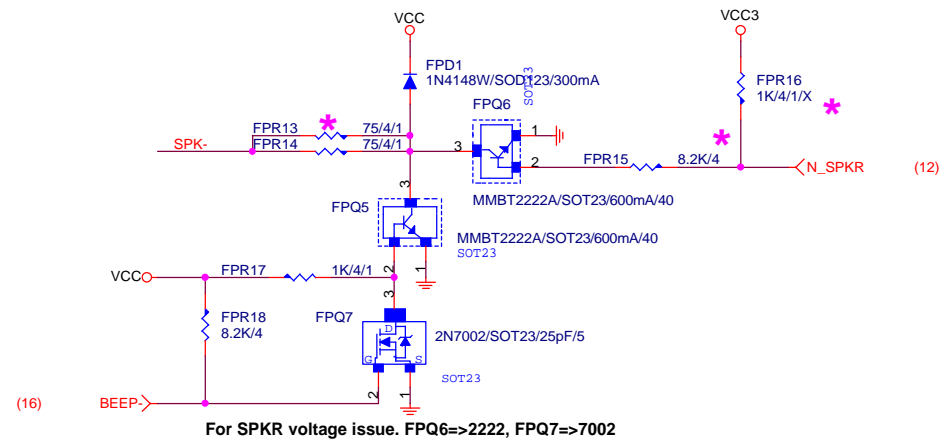 VCC
VCC3
FPD1
1N4148W/SOD123/300mA
SOT23
FPR16
1K/4/1/X
*
FPQ6
FPR13
*
75/4/1
1
*
SPK-
FPR14
75/4/1
3
2
FPR15
8.2K/4
N_SPKR
(12)
3
MMBT2222A/SOT23/600mA/40
FPQ5
MMBT2222A/SOT23/600mA/40
SOT23
2
1
VCC
FPR17
1K/4/1
3
FPR18
8.2K/4
FPQ7
D
2N7002/SOT23/25pF/5
G
S
SOT23
2
1
(16)
BEEP-
For SPKR voltage issue. FPQ6=>2222, FPQ7=>7002